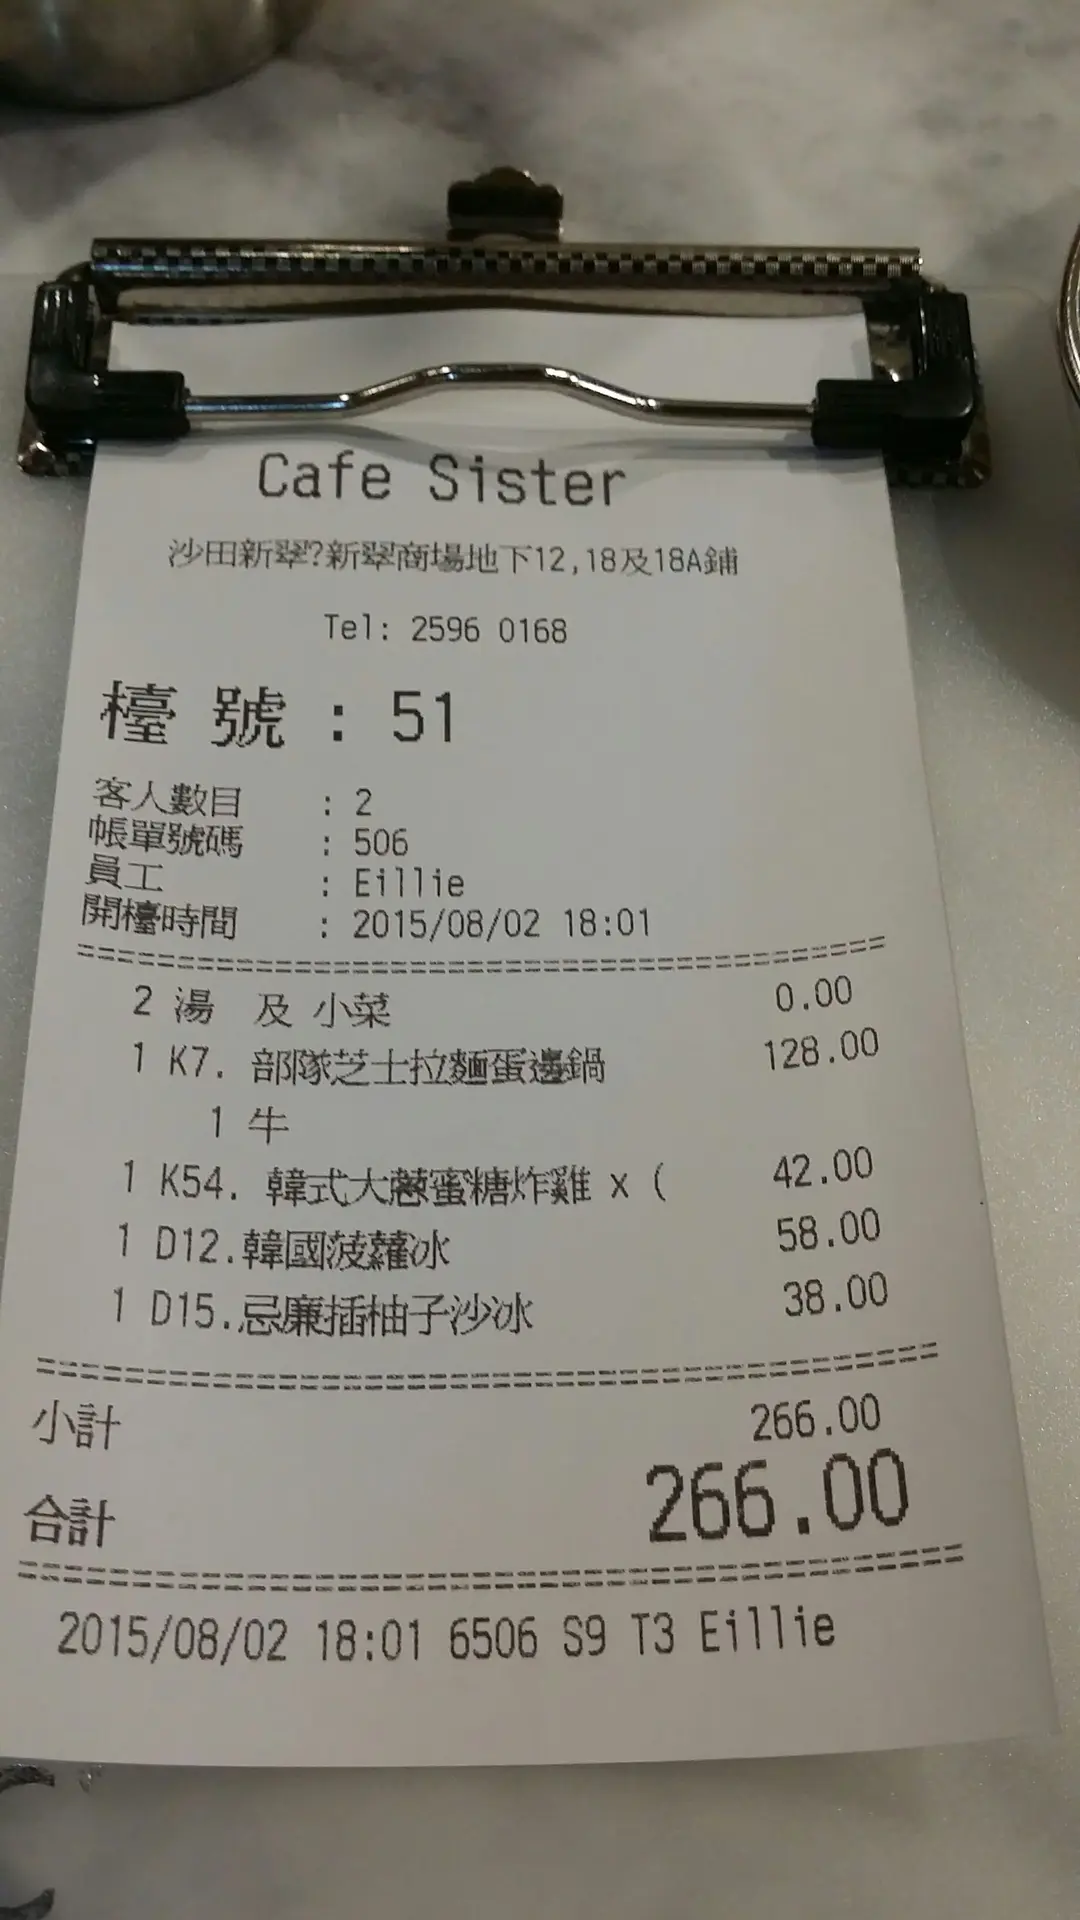 Cafe Sister
沙田新翠?新翠商場地下12,18及18A鋪
Tel: 2596 0168
檯 號 : 51
客人數目 : 2
帳單號碼 : 506
員工 : Eillie
開檯時間 : 2015/08/02 18:01
2 湯 及 小菜 0.00
1 K7. 部隊芝士拉麵蛋邊鍋 128.00
1 牛
1 K54. 韓式大蔥蜜糖炸雞 x ( 42.00
1 D12.韓國菠蘿冰 58.00
1 D15.忌廉插柚子沙冰 38.00
小計 266.00
合計 266.00
2015/08/02 18:01 6506 S9 T3 Eillie